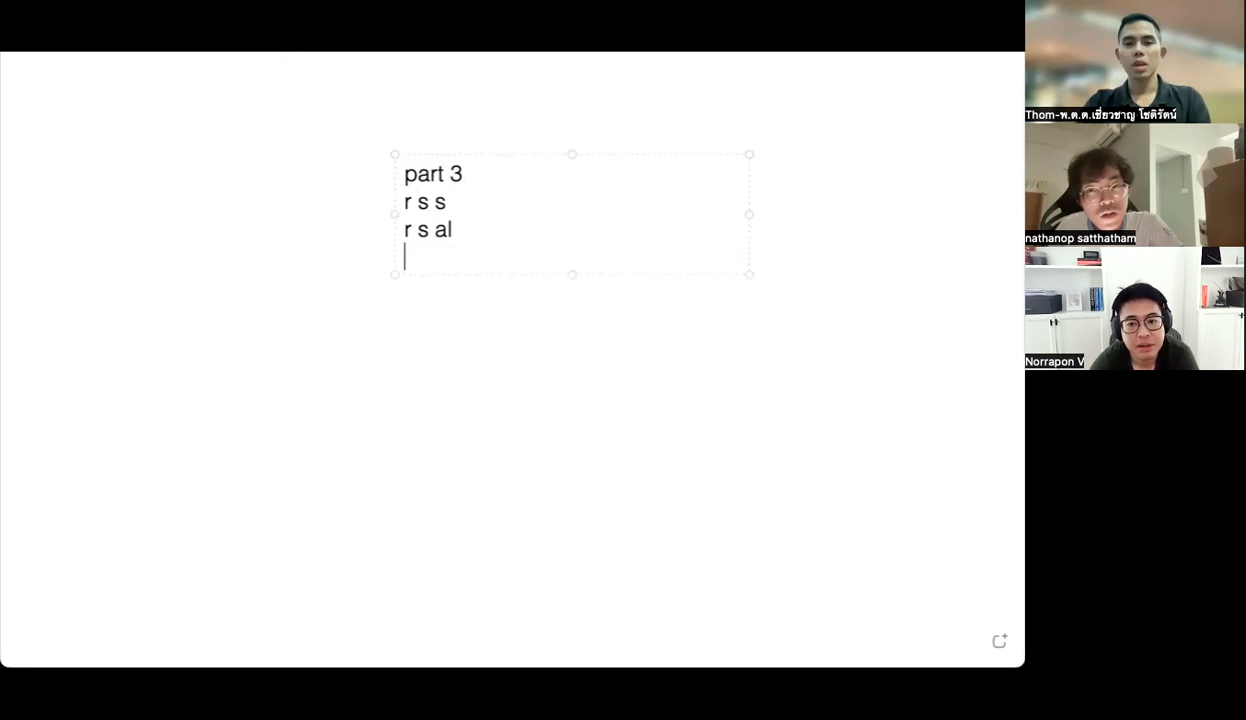 part 3
r s s
r s al
Thom-พ.ต.ต.เชี่ยวชาญ โชติรัตน์
nathanop satthatham
Norrapon V